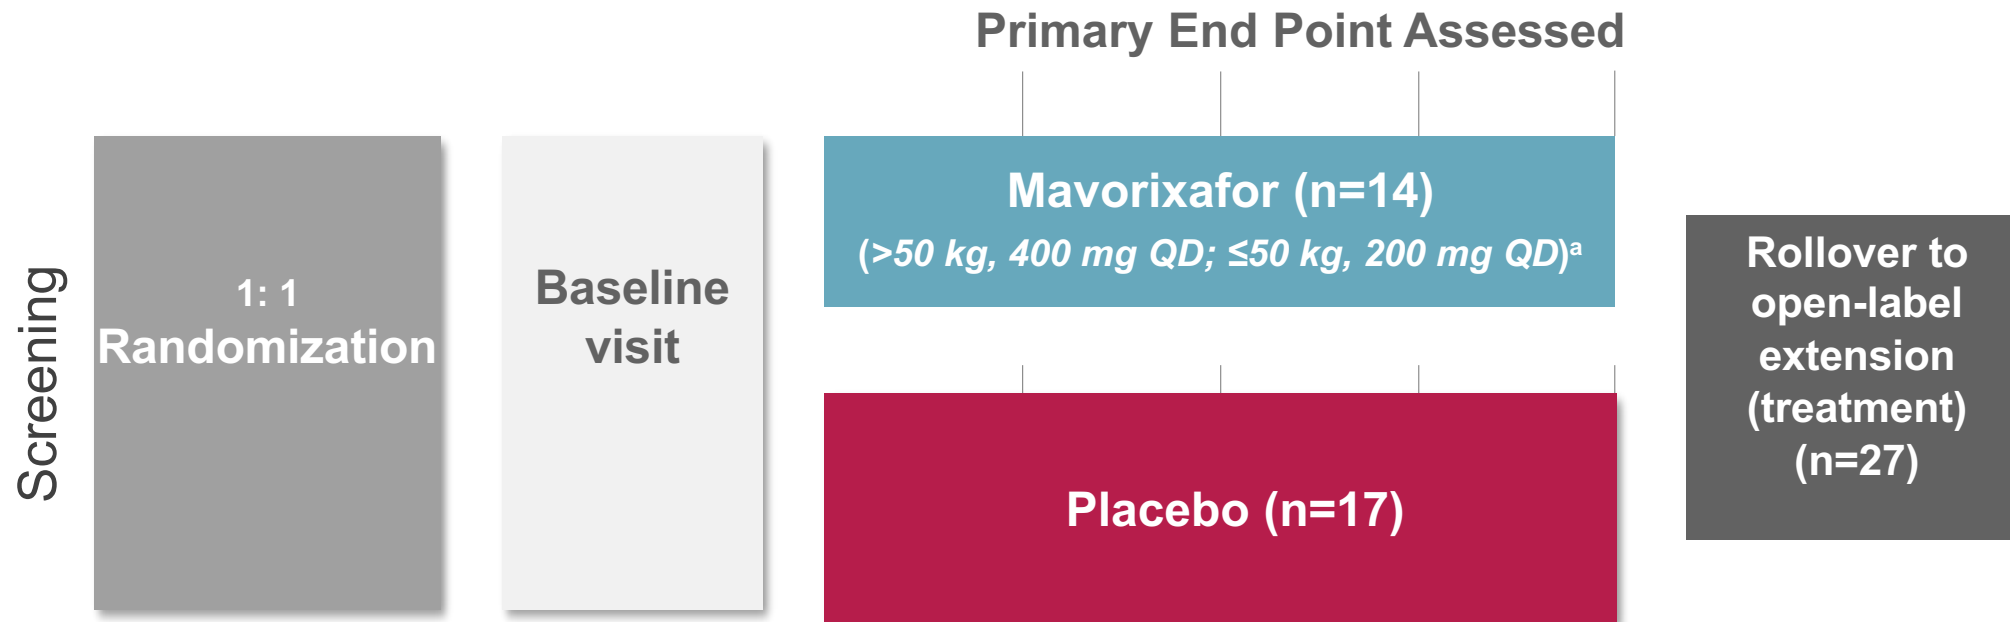 Primary End Point Assessed
Screening
1: 1
Randomization
Baseline
visit
Mavorixafor (n=14)
(>50 kg, 400 mg QD; ≤50 kg, 200 mg QD)ᵃ
Placebo (n=17)
Rollover to
open-label
extension
(treatment)
(n=27)